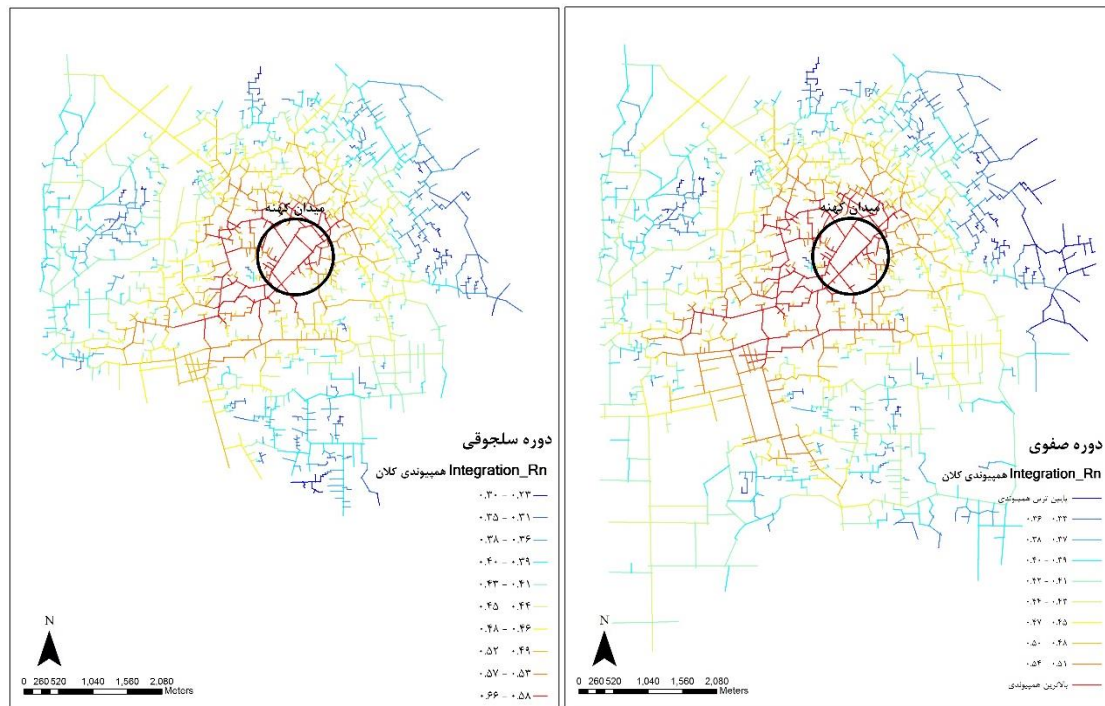 میدان کهنه
دوره سلجوقی
Integration_Rn همپیوندی کلان
۰.۳۰ - ۰.۲۳
۰.۳۵ - ۰.۳۱
۰.۳۸ - ۰.۳۶
۰.۴۰ - ۰.۳۹
۰.۴۳ - ۰.۴۱
۰.۴۵ ۰.۴۴
۰.۴۸ - ۰.۴۶
۰.۵۲ ۰.۴۹
۰.۵۷ - ۰.۵۳
۰.۶۶ - ۰.۵۸
N
0 260 520 1,040 1,560 2,080
Meters
میدان کهنه
دوره صفوی
Integration_Rn همپیوندی کلان
پایین ترین همپیوندی
۰.۳۶ ۰.۳۳
۰.۳۸ ۰.۳۷
۰.۴۰ - ۰.۳۹
۰.۴۲ - ۰.۴۱
۰.۴۴ - ۰.۴۳
۰.۴۷ ۰.۴۵
۰.۵۰ - ۰.۴۸
۰.۵۴ ۰.۵۱
بالاترین همپیوندی
N
0 260 520 1,040 1,560 2,080
Meters